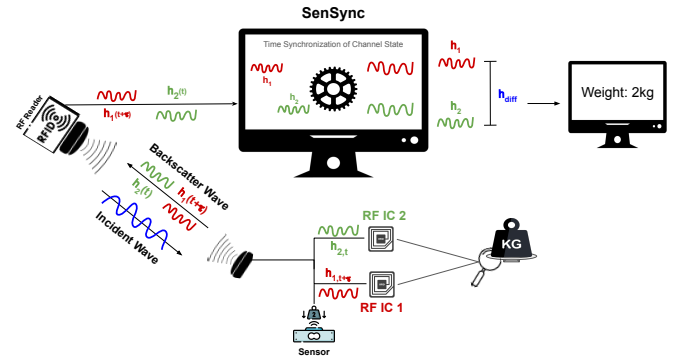 SenSync
Time Synchronization of Channel State
h1
h2
h1
h2
hdiff
Weight: 2kg
h2(t)
h1(t+τ)
RF Reader
RFID
Backscatter Wave
h1(t+τ)
h2(t)
Incident Wave
RF IC 2
h2,t
h1,t+τ
RF IC 1
KG
Sensor